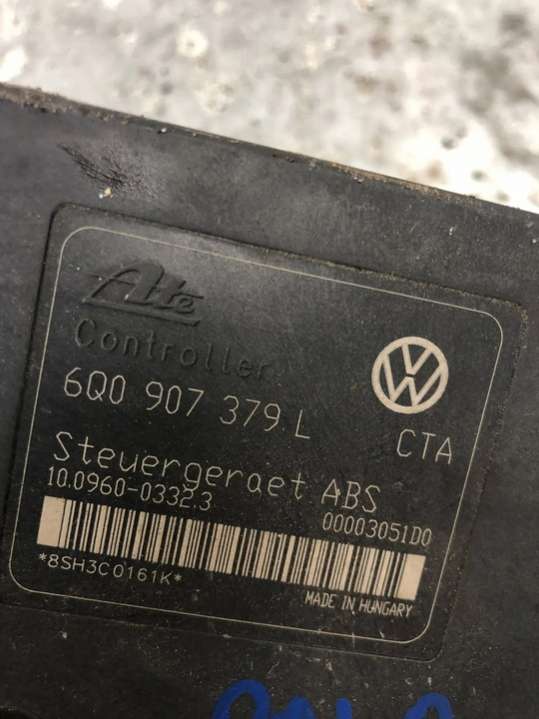 Ate
Controller
6Q0 907 379 L
CTA
Steuergeraet ABS
10.0960-0332.3
00003051D0
*8SH3C0161K*
MADE IN HUNGARY